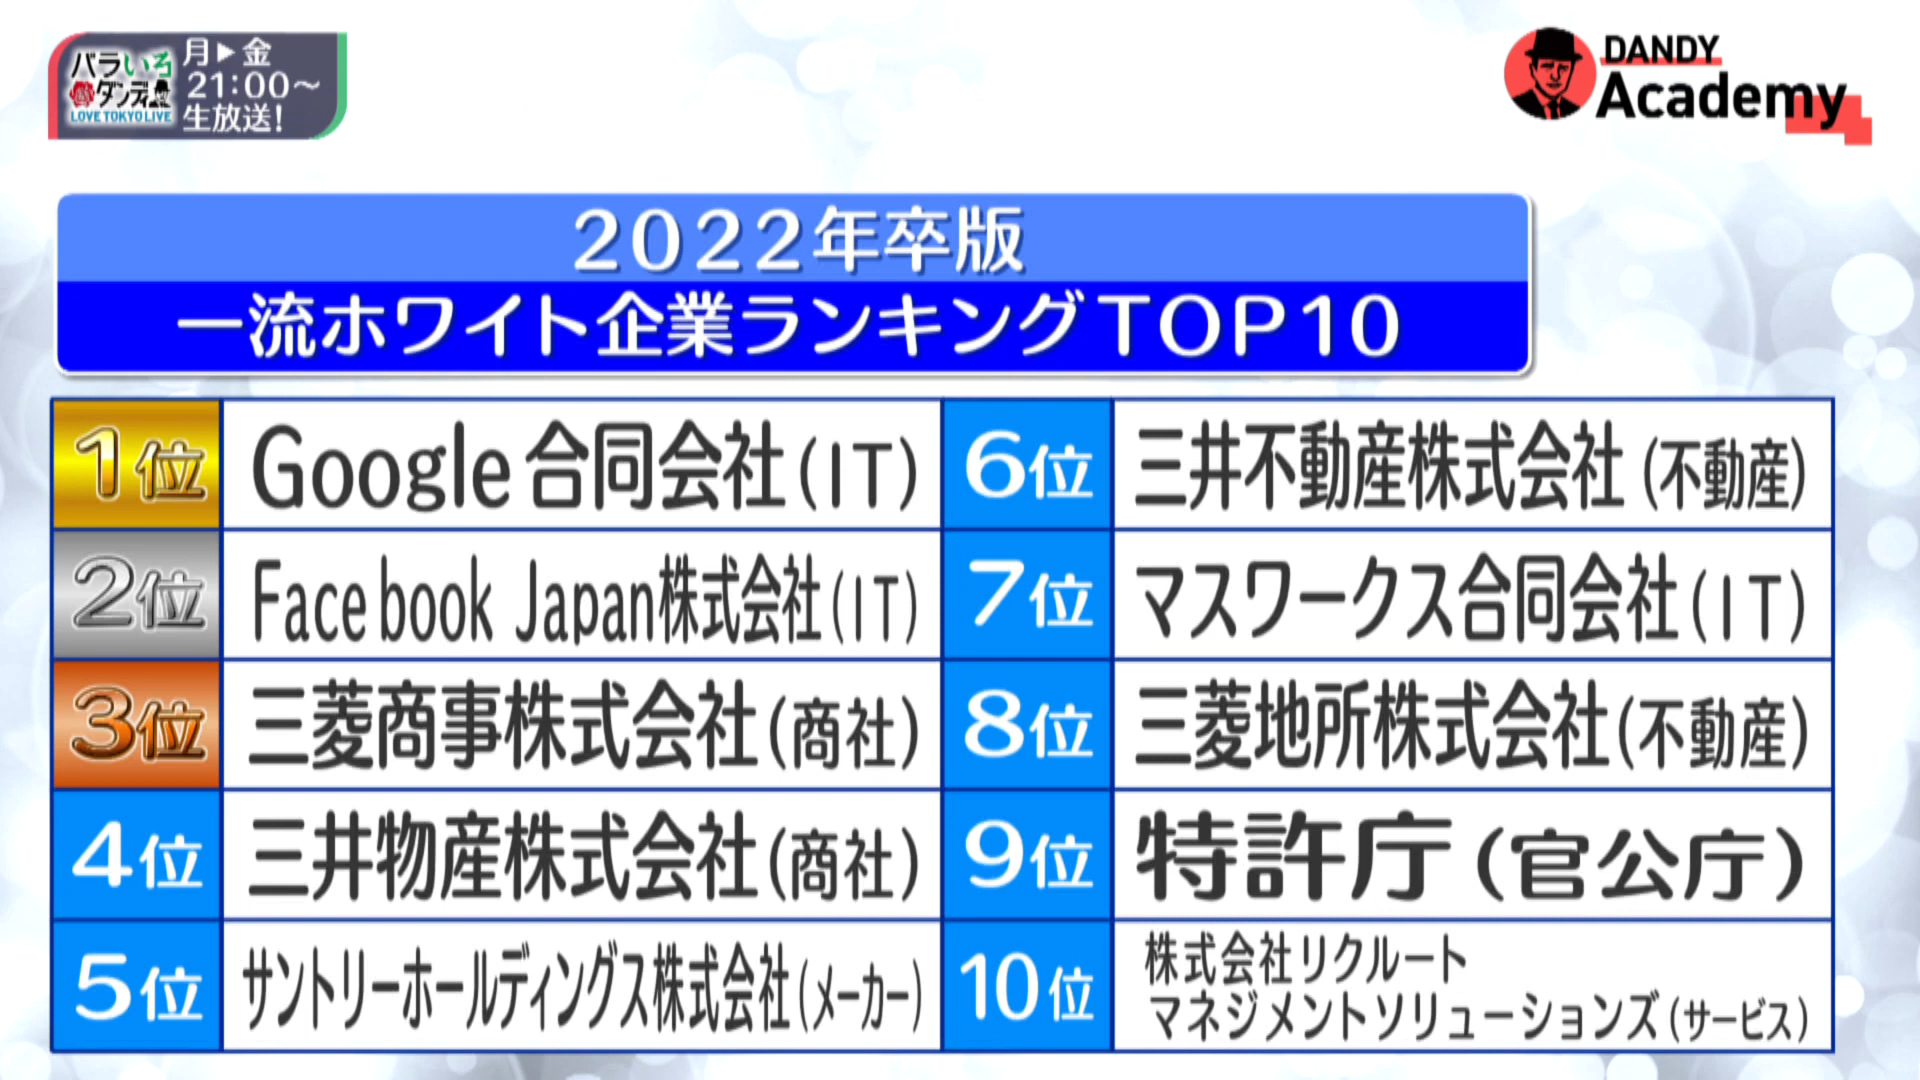 バラいろ
ダンディ
LOVE TOKYO LIVE
月▶金
21:00～
生放送!
DANDY
Academy
2022年卒版
一流ホワイト企業ランキングTOP10
1位 Google合同会社(IT)
2位 Facebook Japan株式会社(IT)
3位 三菱商事株式会社(商社)
4位 三井物産株式会社(商社)
5位 サントリーホールディングス株式会社(メーカー)
6位 三井不動産株式会社(不動産)
7位 マスワークス合同会社(IT)
8位 三菱地所株式会社(不動産)
9位 特許庁(官公庁)
10位 株式会社リクルート
マネジメントソリューションズ(サービス)